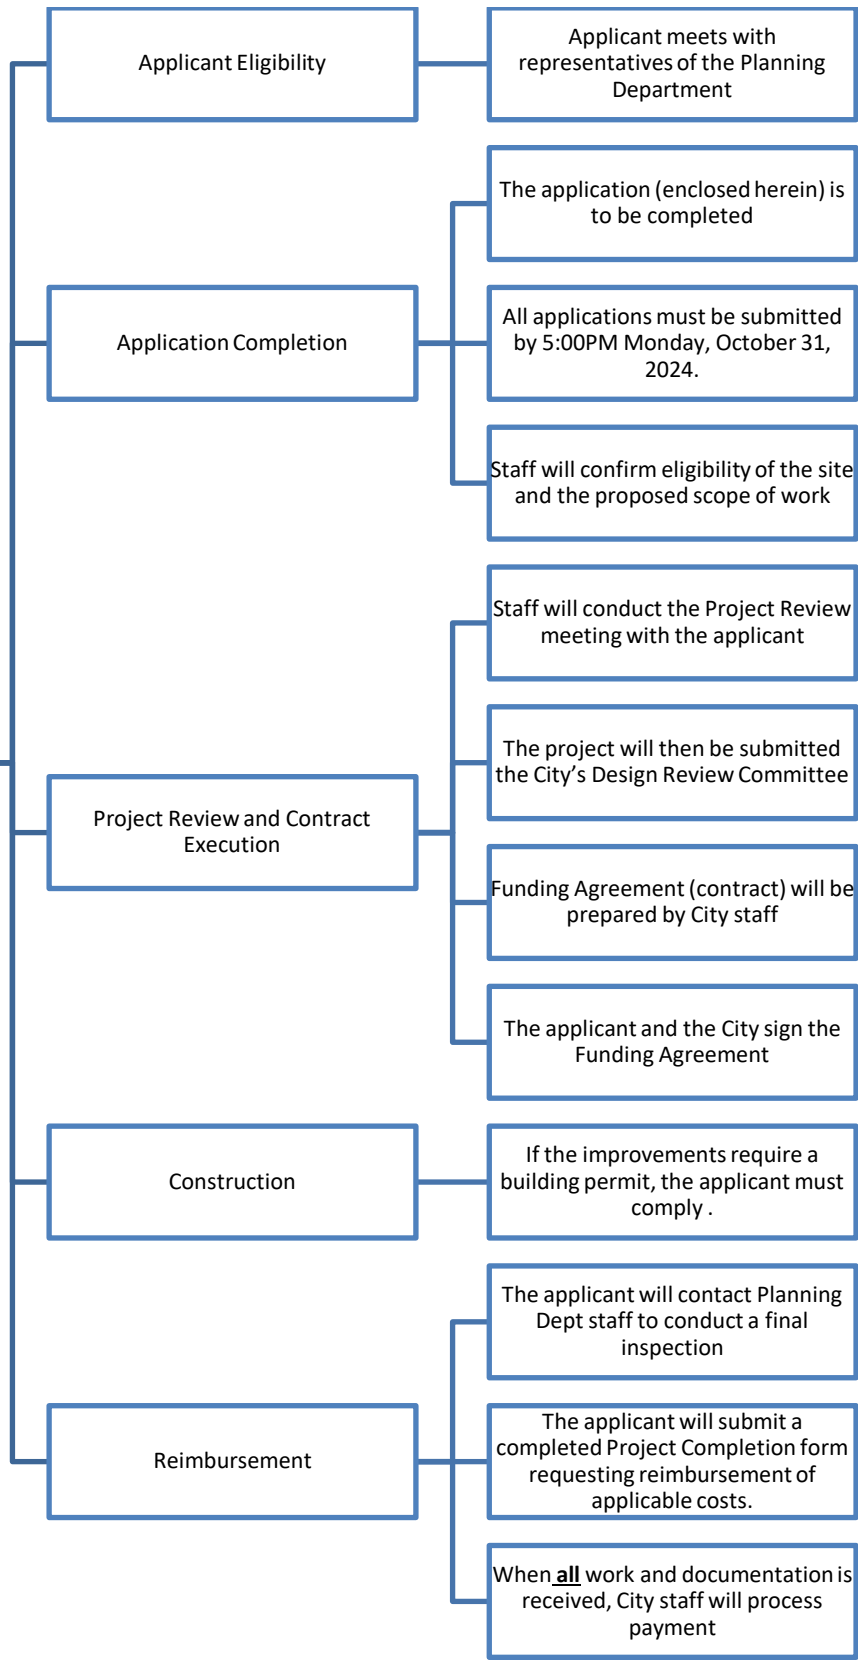 Applicant Eligibility
Applicant meets with
representatives of the Planning
Department
Application Completion
The application (enclosed herein) is
to be completed
All applications must be submitted
by 5:00PM Monday, October 31,
2024.
Staff will confirm eligibility of the site
and the proposed scope of work
Project Review and Contract
Execution
Staff will conduct the Project Review
meeting with the applicant
The project will then be submitted
the City’s Design Review Committee
Funding Agreement (contract) will be
prepared by City staff
The applicant and the City sign the
Funding Agreement
Construction
If the improvements require a
building permit, the applicant must
comply .
Reimbursement
The applicant will contact Planning
Dept staff to conduct a final
inspection
The applicant will submit a
completed Project Completion form
requesting reimbursement of
applicable costs.
When all work and documentation is
received, City staff will process
payment